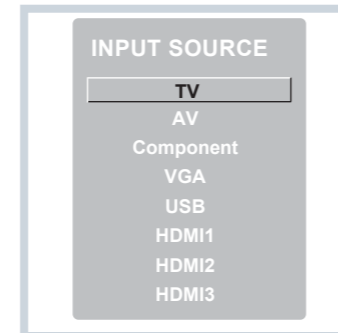 INPUT SOURCE
TV
AV
Component
VGA
USB
HDMI1
HDMI2
HDMI3